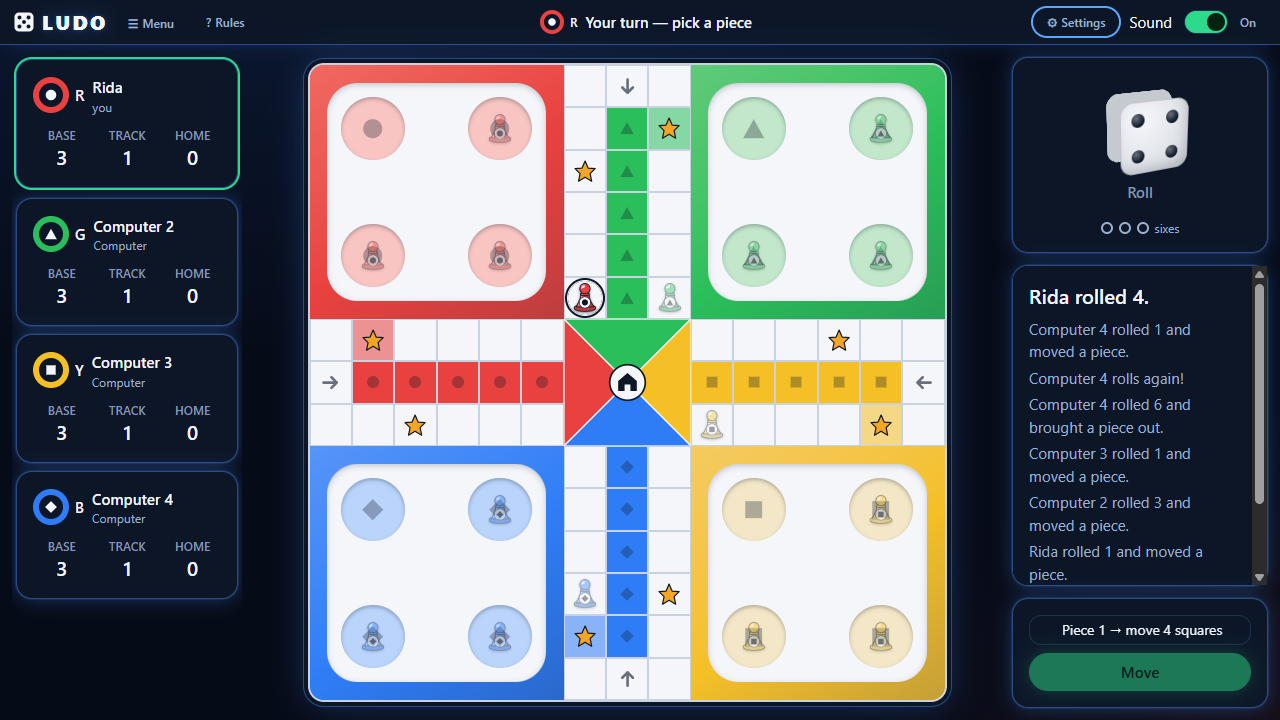 LUDO
☰ Menu
? Rules
R Your turn — pick a piece
⚙ Settings
Sound
On
R Rida
you
BASE TRACK HOME
3 1 0
G Computer 2
Computer
BASE TRACK HOME
3 1 0
Y Computer 3
Computer
BASE TRACK HOME
3 1 0
B Computer 4
Computer
BASE TRACK HOME
3 1 0
Roll
sixes
Rida rolled 4.
Computer 4 rolled 1 and
moved a piece.
Computer 4 rolls again!
Computer 4 rolled 6 and
brought a piece out.
Computer 3 rolled 1 and
moved a piece.
Computer 2 rolled 3 and
moved a piece.
Rida rolled 1 and moved a
piece.
Piece 1 → move 4 squares
Move